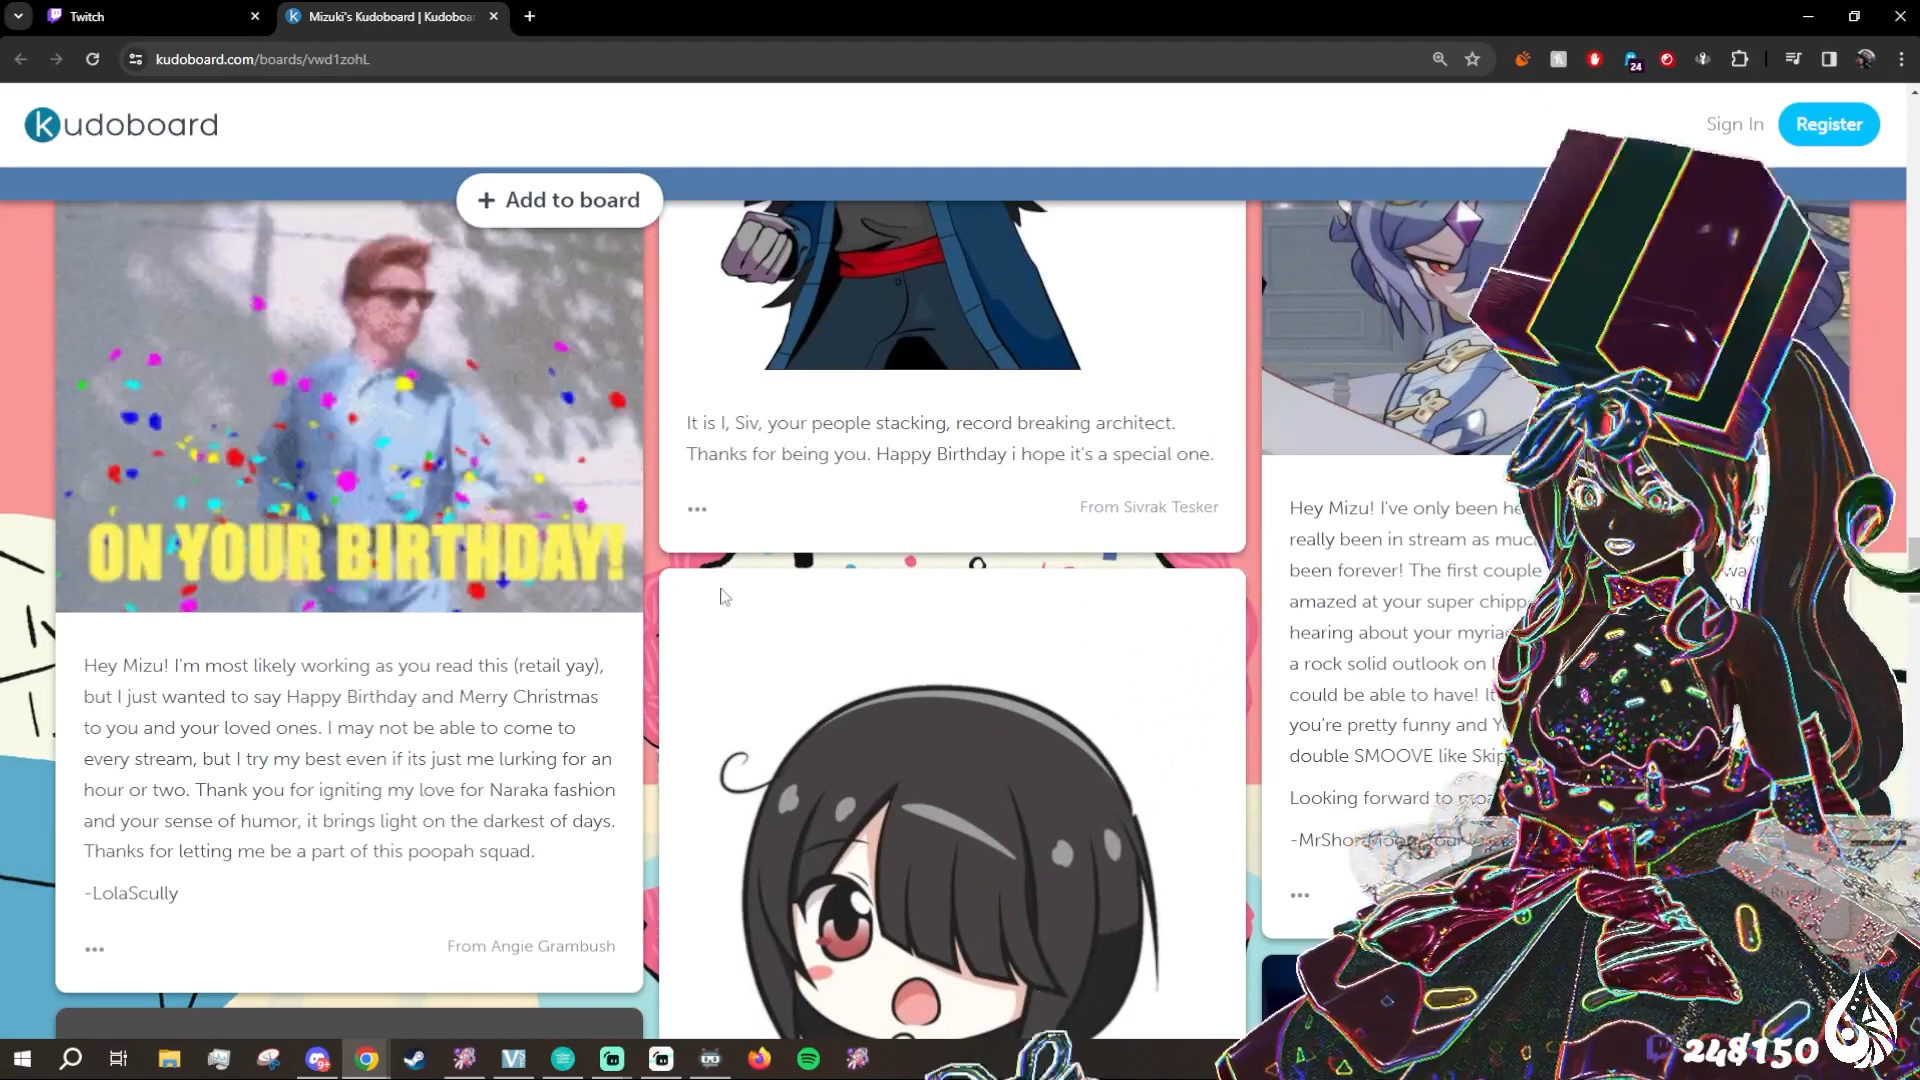 Twitch
Mizuki's Kudoboard | Kudoboa
kudoboard.com/boards/vwd1zohL
24
kudoboard
Sign In
Register
+ Add to board
ON YOUR BIRTHDAY!
Hey Mizu! I'm most likely working as you read this (retail yay),
but I just wanted to say Happy Birthday and Merry Christmas
to you and your loved ones. I may not be able to come to
every stream, but I try my best even if its just me lurking for an
hour or two. Thank you for igniting my love for Naraka fashion
and your sense of humor, it brings light on the darkest of days.
Thanks for letting me be a part of this poopah squad.
-LolaScully
From Angie Grambush
It is I, Siv, your people stacking, record breaking architect.
Thanks for being you. Happy Birthday i hope it's a special one.
From Sivrak Tesker
Hey Mizu! I've only been
really been in stream as
been forever! The first couple
amazed at your super
hearing about your
a rock solid outlook on
could be able to have!
you're pretty funny and
double SMOOVE like
Looking forward to
248150